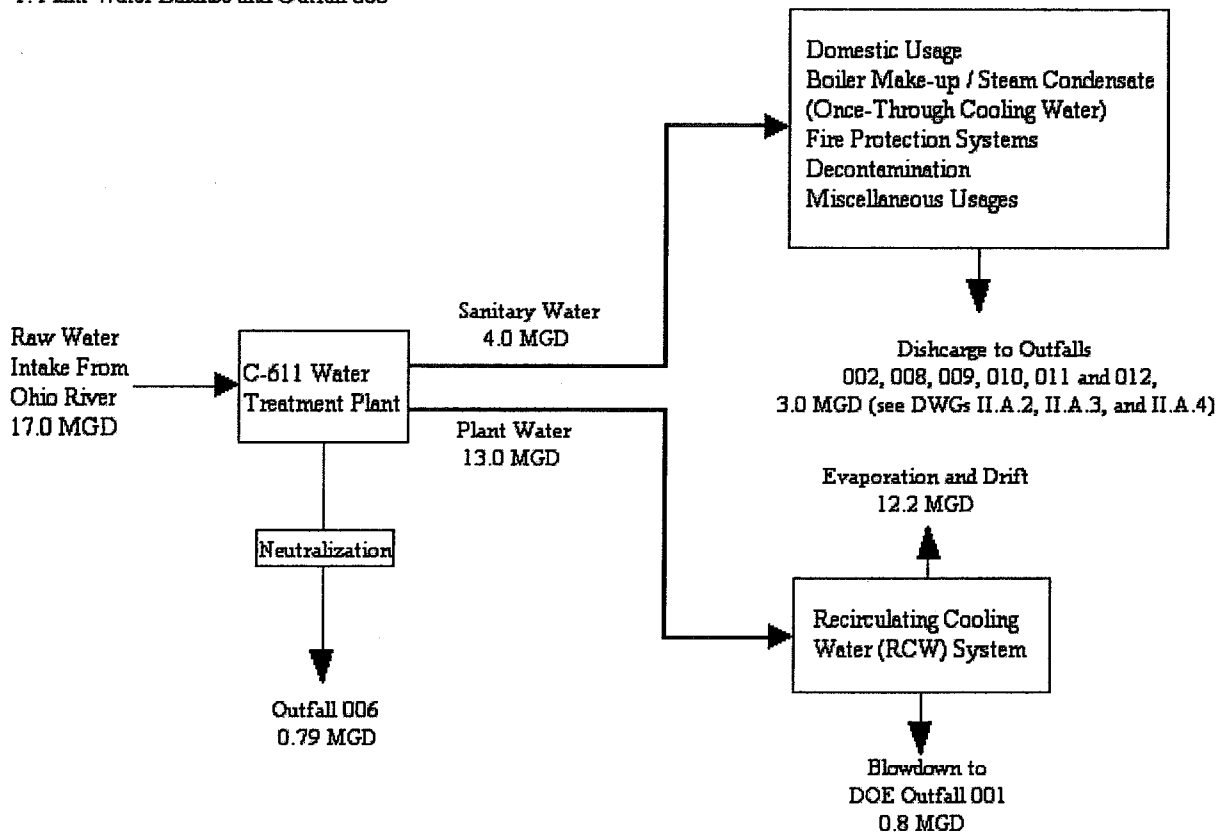 Domestic Usage
Boiler Make-up / Steam Condensate
(Once-Through Cooling Water)
Fire Protection Systems
Decontamination
Miscellaneous Usages
Sanitary Water
4.0 MGD
Raw Water
Intake From
Ohio River
17.0 MGD
C-611 Water
Treatment Plant
Dishcarge to Outfalls
002, 008, 009, 010, 011 and 012,
3.0 MGD (see DWGs II.A.2, II.A.3, and II.A.4)
Plant Water
13.0 MGD
Evaporation and Drift
12.2 MGD
Neutralization
Recirculating Cooling
Water (RCW) System
Outfall 006
0.79 MGD
Blowdown to
DOE Outfall 001
0.8 MGD